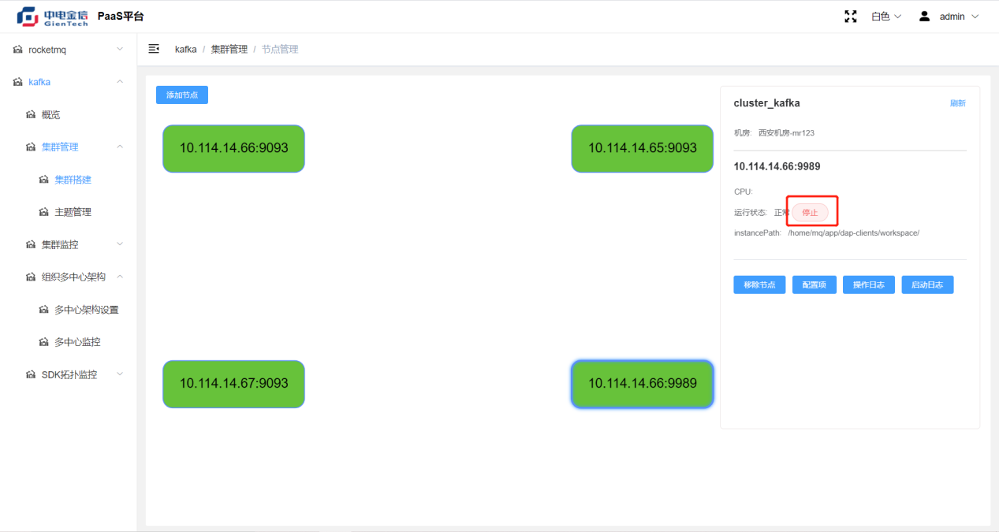 中电金信
GienTech
PaaS平台
白色
admin
rocketmq
kafka
概览
集群管理
集群搭建
主题管理
集群监控
组织多中心架构
多中心架构设置
多中心监控
SDK拓扑监控
kafka / 集群管理 / 节点管理
添加节点
10.114.14.66:9093
10.114.14.65:9093
10.114.14.67:9093
10.114.14.66:9989
cluster_kafka
刷新
机房: 西安机房-mr123
10.114.14.66:9989
CPU:
运行状态: 正常 停止
instancePath: /home/mq/app/dap-clients/workspace/
移除节点 配置项 操作日志 启动日志